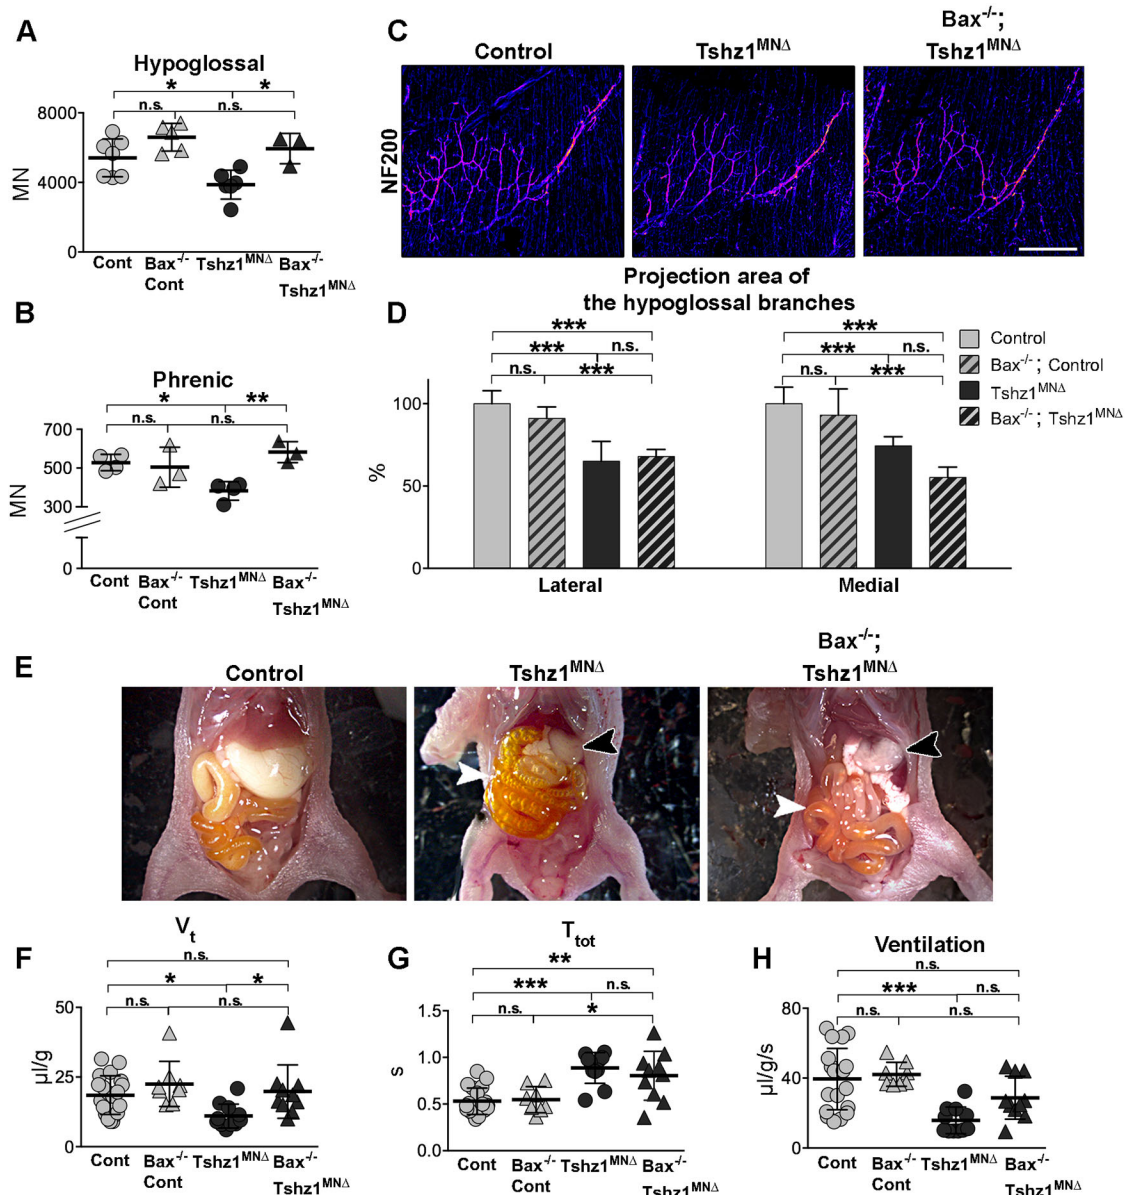 A
Hypoglossal
* *
n.s. n.s.
8000
4000
0
MN
Cont Bax-/- Tshz1MNΔ Bax-/-
Cont Tshz1MNΔ
B
Phrenic
* **
n.s. n.s.
700
500
300
0
MN
Cont Bax-/- Tshz1MNΔ Bax-/-
Cont Tshz1MNΔ
C
Control Tshz1MNΔ Bax-/-;
Tshz1MNΔ
NF200
D
Projection area of
the hypoglossal branches
*** ***
*** n.s. *** n.s.
n.s. *** n.s. ***
100
50
0
%
Lateral Medial
Control
Bax-/-; Control
Tshz1MNΔ
Bax-/-; Tshz1MNΔ
E
Control Tshz1MNΔ Bax-/-;
Tshz1MNΔ
F
Vt
n.s.
* *
n.s. n.s.
50
25
0
µl/g
Cont Bax-/- Tshz1MNΔ Bax-/-
Cont Tshz1MNΔ
G
Ttot
**
*** n.s.
n.s. *
1.5
1.0
0.5
0.0
s
Cont Bax-/- Tshz1MNΔ Bax-/-
Cont Tshz1MNΔ
H
Ventilation
n.s.
*** n.s.
n.s. n.s.
80
40
0
µl/g/s
Cont Bax-/- Tshz1MNΔ Bax-/-
Cont Tshz1MNΔ